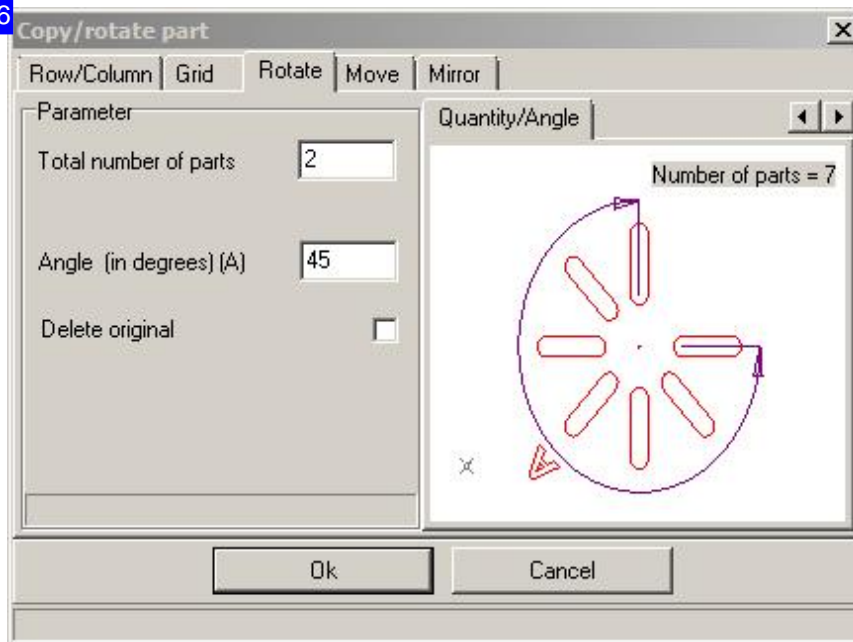 6
Copy/rotate part
Row/Column Grid Rotate Move Mirror
Parameter
Total number of parts 2
Angle (in degrees) (A) 45
Delete original
Quantity/Angle
Number of parts = 7
A
Ok Cancel